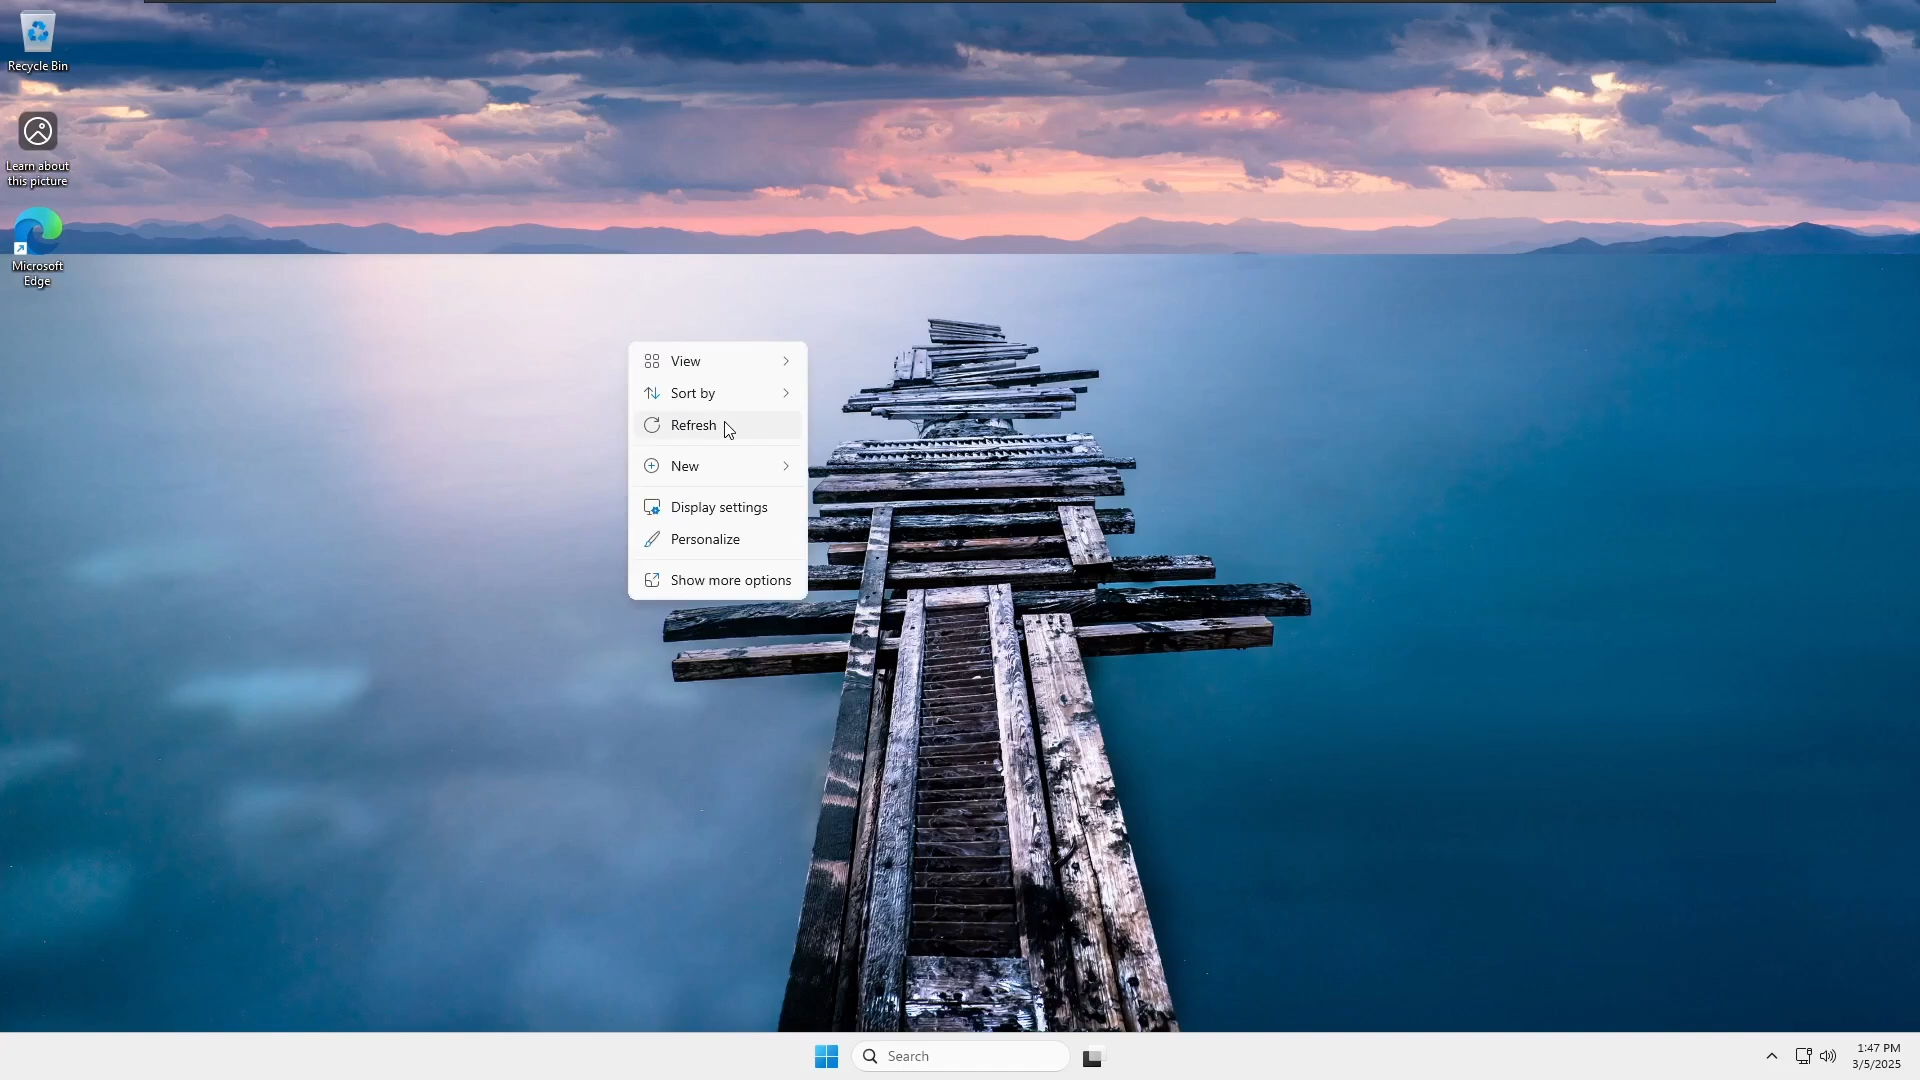 Recycle Bin
Learn about
this picture
Microsoft
Edge
View
Sort by
Refresh
New
Display settings
Personalize
Show more options
Search
1:47 PM
3/5/2025